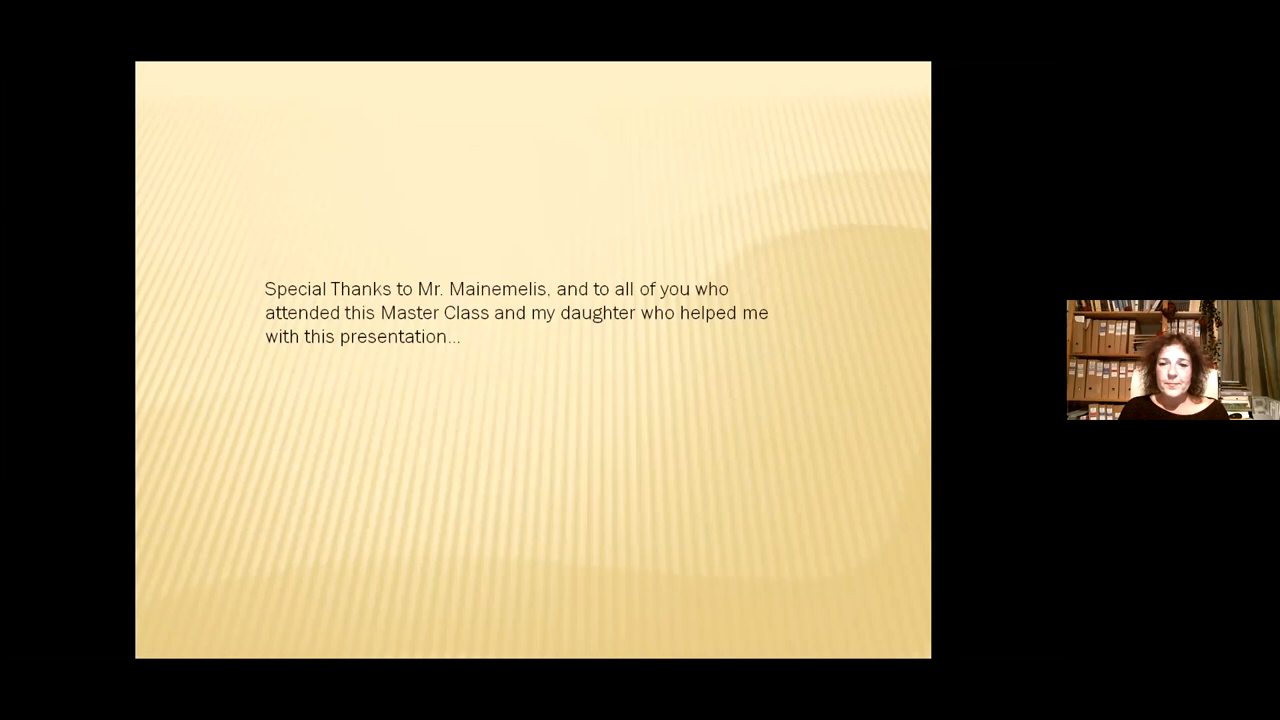 Special Thanks to Mr. Mainemelis, and to all of you who
attended this Master Class and my daughter who helped me
with this presentation...